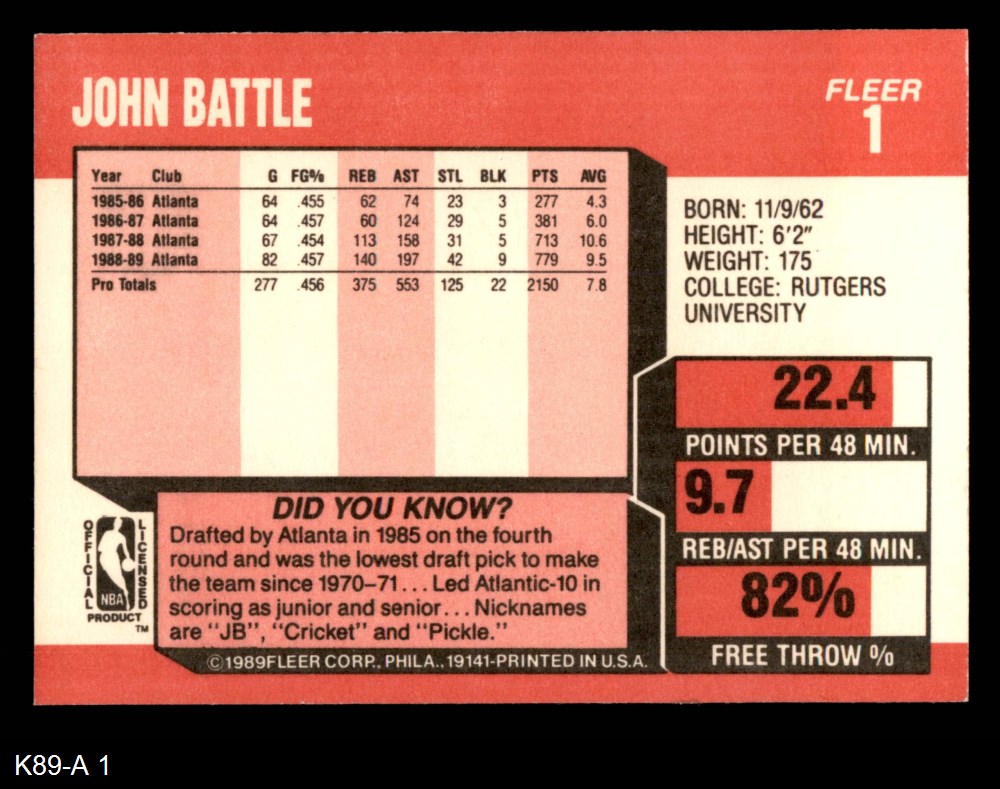 JOHN BATTLE
FLEER
1
Year Club G FG% REB AST STL BLK PTS AVG
1985-86 Atlanta 64 .455 62 74 23 3 277 4.3
1986-87 Atlanta 64 .457 60 124 29 5 381 6.0
1987-88 Atlanta 67 .454 113 158 31 5 713 10.6
1988-89 Atlanta 82 .457 140 197 42 9 779 9.5
Pro Totals 277 .456 375 553 125 22 2150 7.8
BORN: 11/9/62
HEIGHT: 6'2"
WEIGHT: 175
COLLEGE: RUTGERS
UNIVERSITY
22.4
POINTS PER 48 MIN.
9.7
REB/AST PER 48 MIN.
82%
FREE THROW %
DID YOU KNOW?
Drafted by Atlanta in 1985 on the fourth
round and was the lowest draft pick to make
the team since 1970–71... Led Atlantic-10 in
scoring as junior and senior... Nicknames
are "JB", "Cricket" and "Pickle."
OFFICIAL
LICENSED
NBA
PRODUCT
TM
©1989FLEER CORP., PHILA., 19141-PRINTED IN U.S.A.
K89-A 1